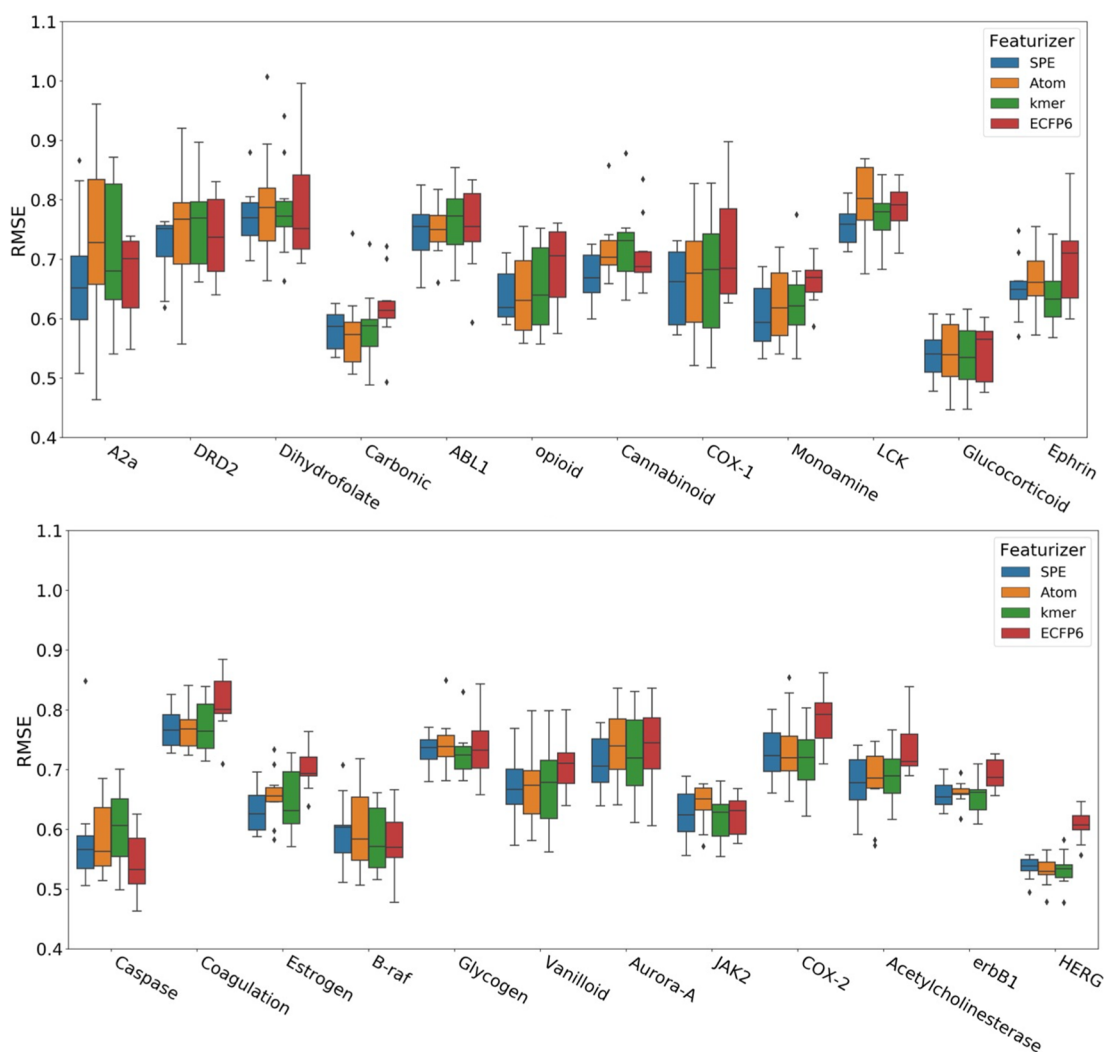 1.1
1.0
0.9
0.8
0.7
0.6
0.5
0.4
RMSE
Featurizer
SPE
Atom
kmer
ECFP6
A2a
DRD2
Dihydrofolate
Carbonic
ABL1
opioid
Cannabinoid
COX-1
Monoamine
LCK
Glucocorticoid
Ephrin
1.1
1.0
0.9
0.8
0.7
0.6
0.5
0.4
RMSE
Featurizer
SPE
Atom
kmer
ECFP6
Caspase
Coagulation
Estrogen
B-raf
Glycogen
Vanilloid
Aurora-A
JAK2
COX-2
Acetylcholinesterase
erbB1
HERG